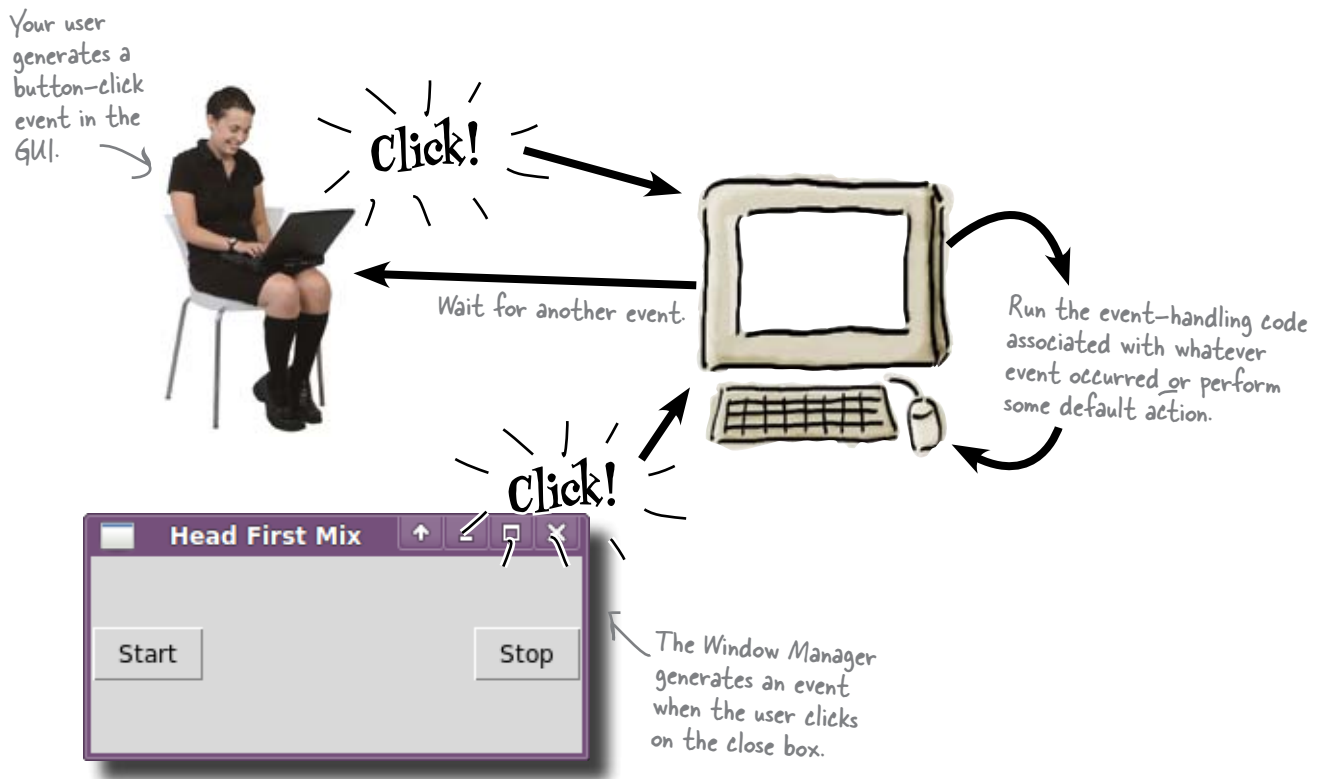 Your user
generates a
button-click
event in the
GUI.
Click!
Wait for another event.
Run the event-handling code
associated with whatever
event occurred or perform
some default action.
Click!
Head First Mix
Start
Stop
The Window Manager
generates an event
when the user clicks
on the close box.